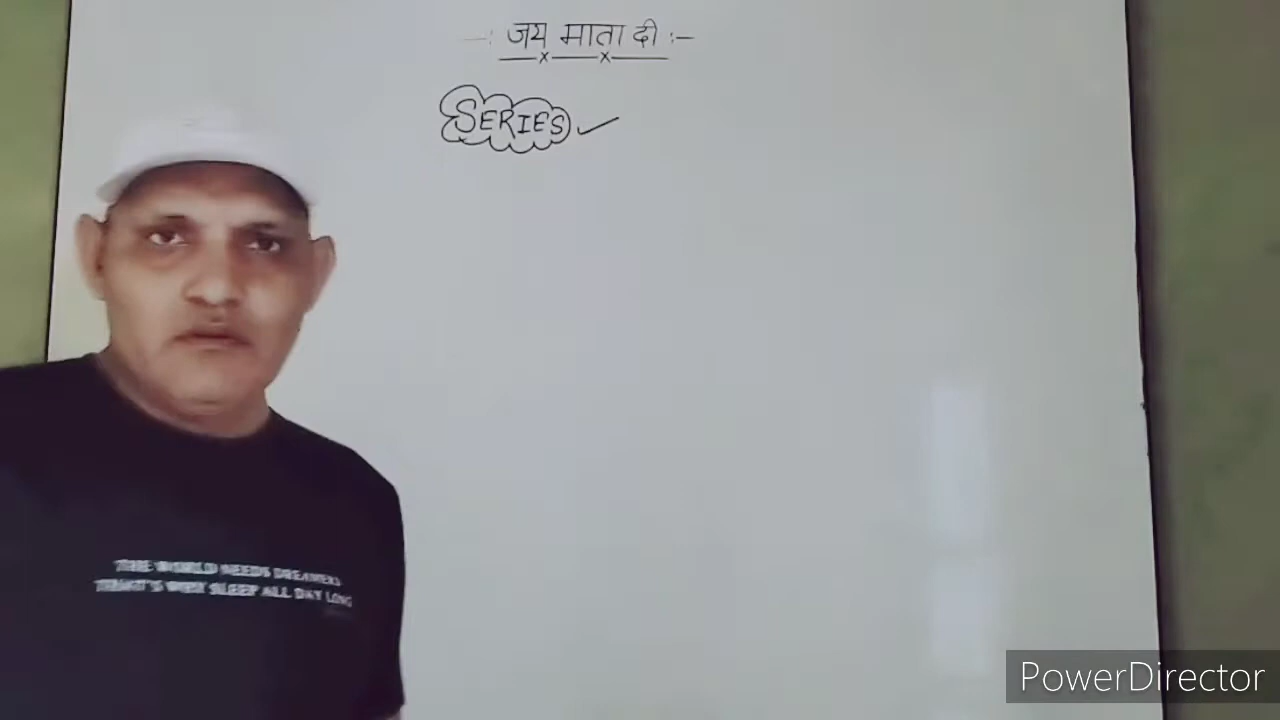 -: जय माता दी :-
SERIES
THE WORLD NEEDS DREAMERS
THAT'S WHY SLEEP ALL DAY LONG
PowerDirector